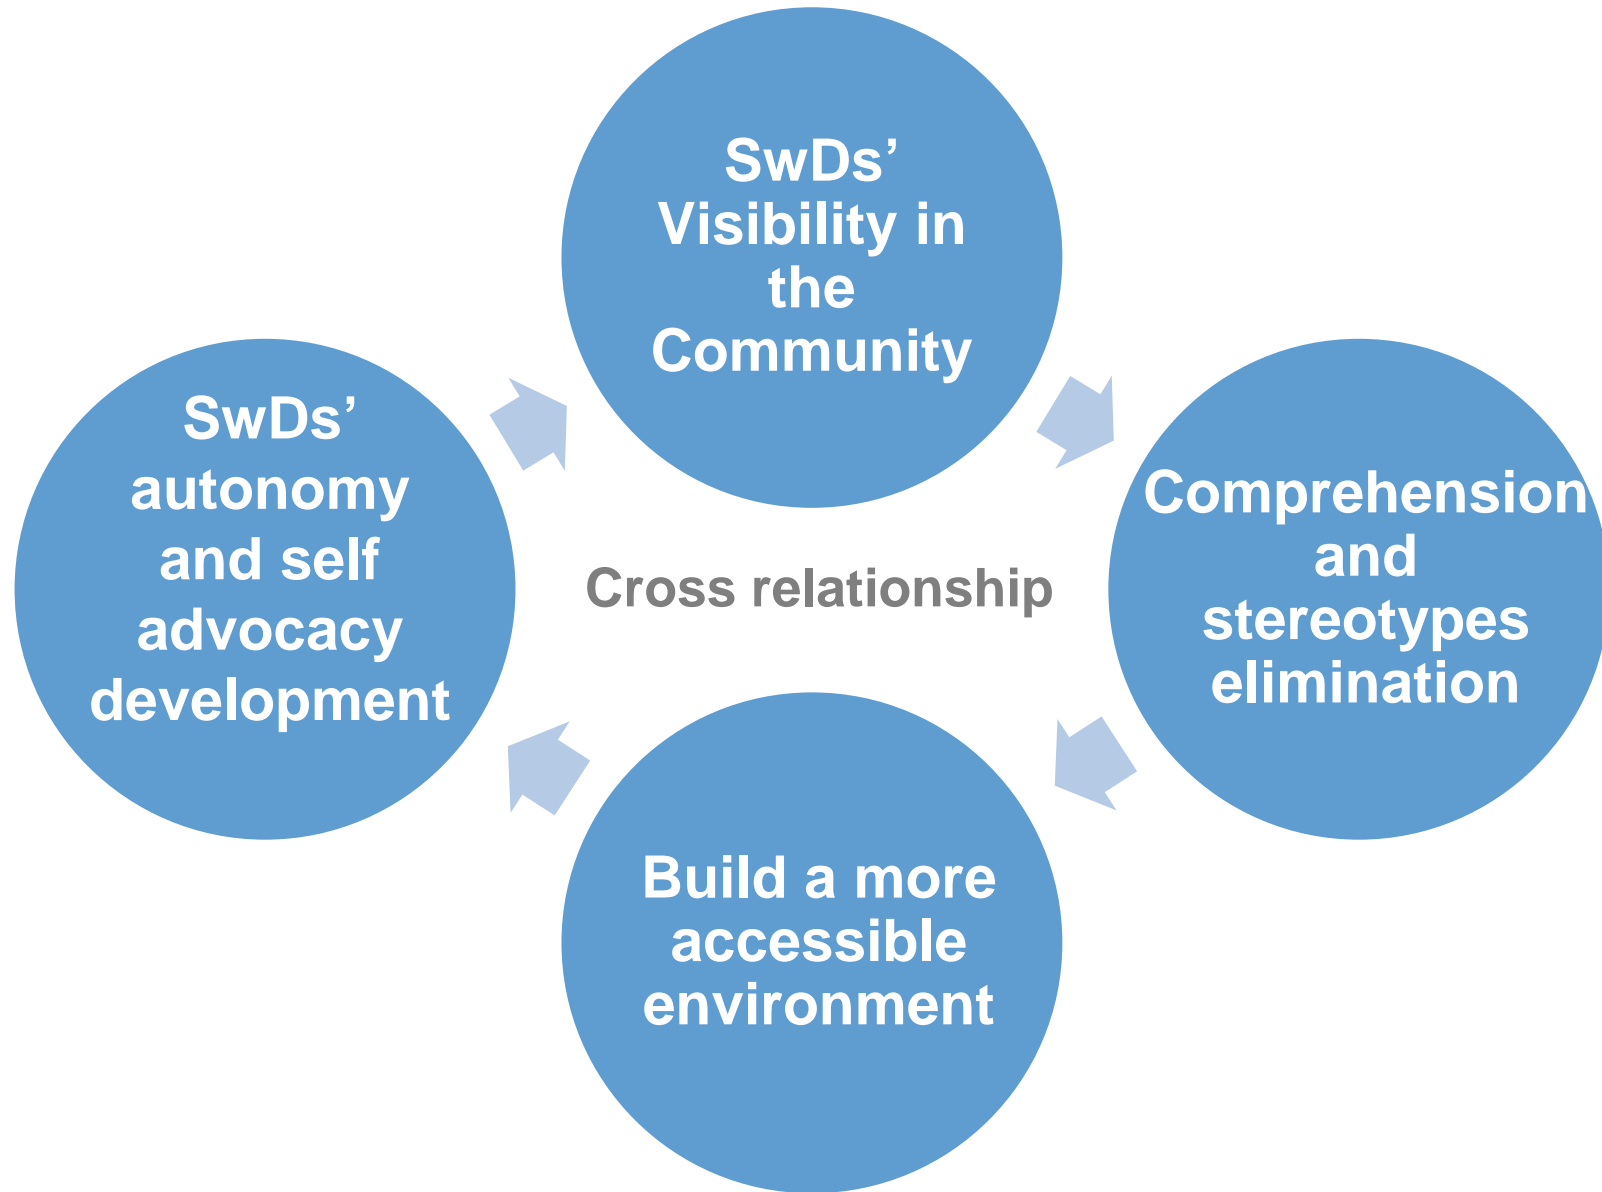 SwDs’
Visibility in
the
Community
Comprehension
and
stereotypes
elimination
Build a more
accessible
environment
SwDs’
autonomy
and self
advocacy
development
Cross relationship